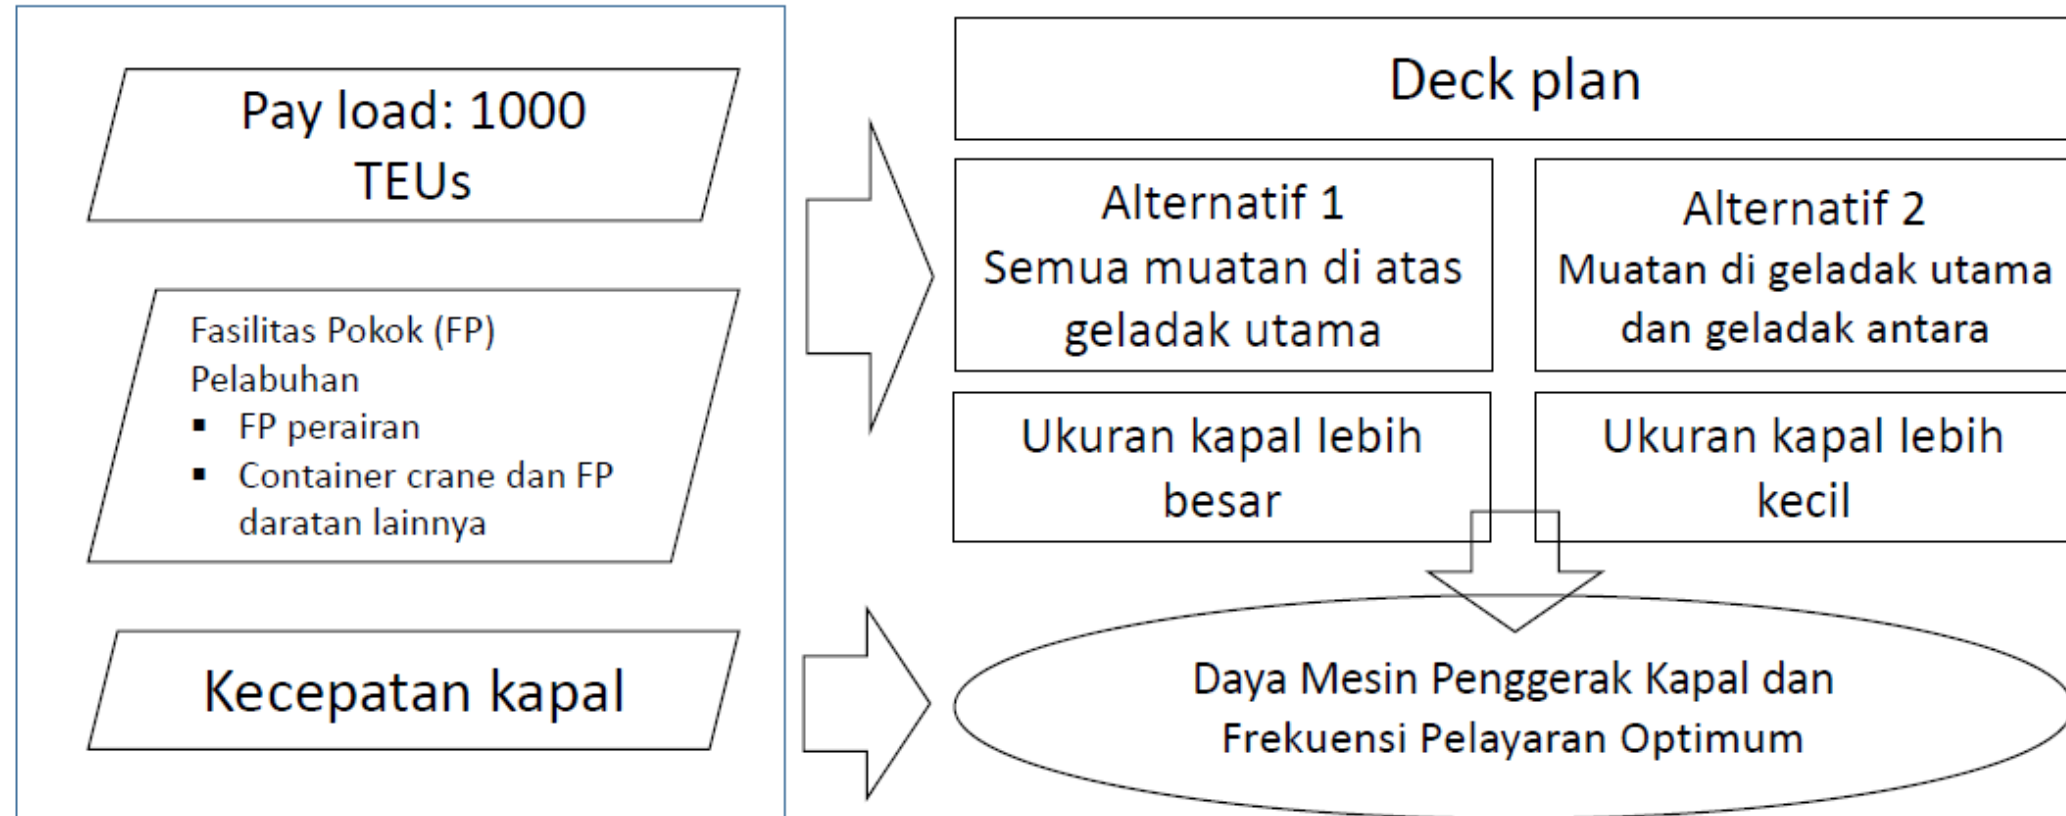 Pay load: 1000
TEUs
Fasilitas Pokok (FP)
Pelabuhan
▪ FP perairan
▪ Container crane dan FP
daratan lainnya
Kecepatan kapal
Deck plan
Alternatif 1
Semua muatan di atas
geladak utama
Alternatif 2
Muatan di geladak utama
dan geladak antara
Ukuran kapal lebih
besar
Ukuran kapal lebih
kecil
Daya Mesin Penggerak Kapal dan
Frekuensi Pelayaran Optimum